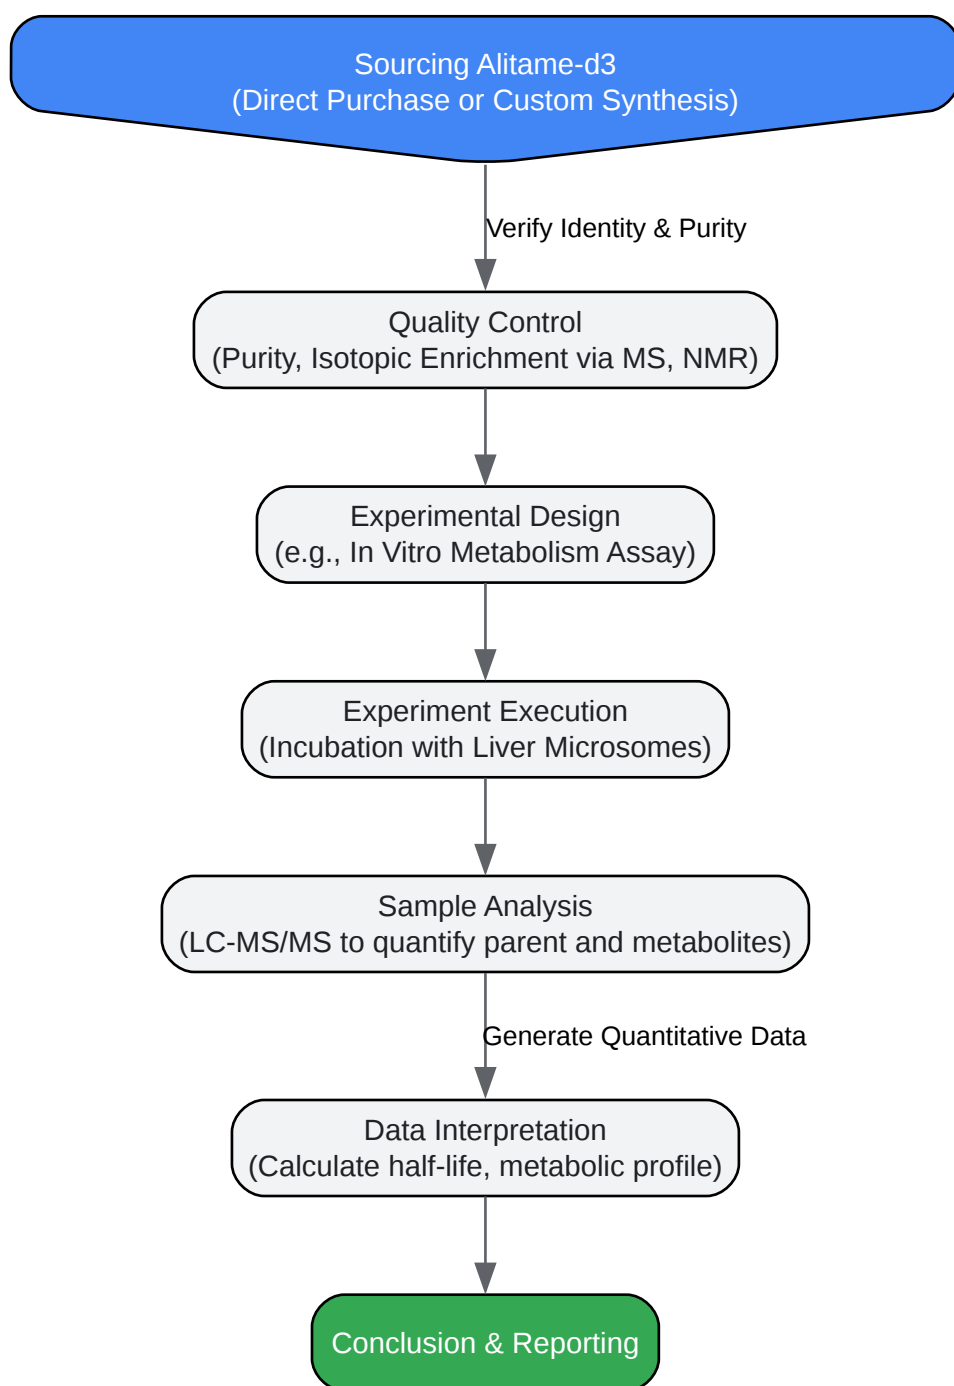 Sourcing Alitame-d3
(Direct Purchase or Custom Synthesis)
Verify Identity & Purity
Quality Control
(Purity, Isotopic Enrichment via MS, NMR)
Experimental Design
(e.g., In Vitro Metabolism Assay)
Experiment Execution
(Incubation with Liver Microsomes)
Sample Analysis
(LC-MS/MS to quantify parent and metabolites)
Generate Quantitative Data
Data Interpretation
(Calculate half-life, metabolic profile)
Conclusion & Reporting